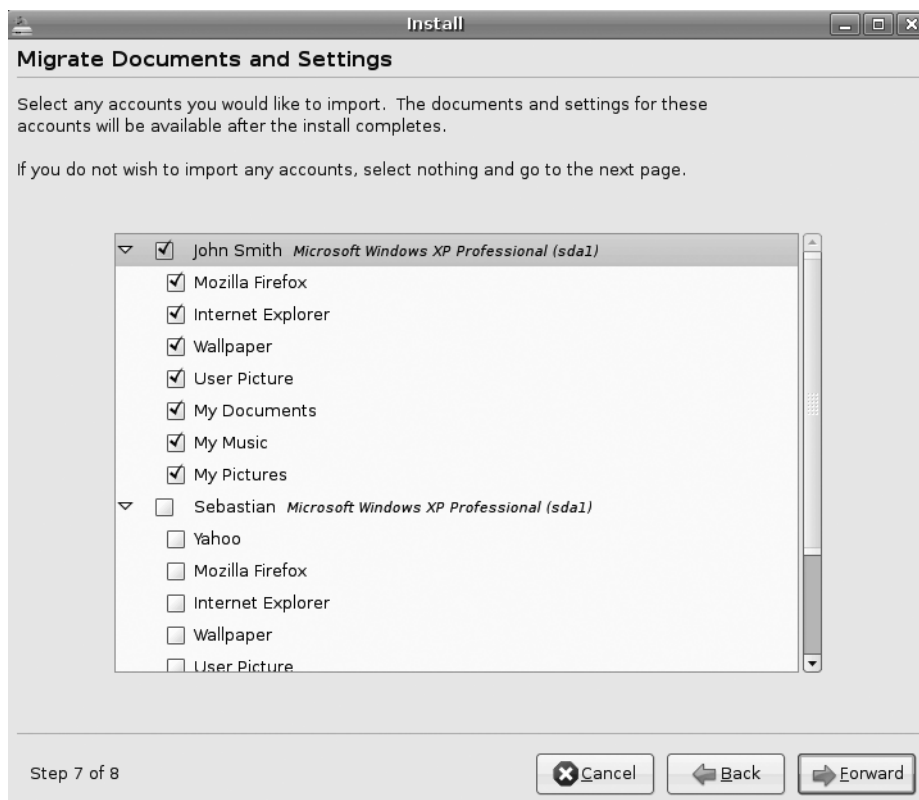 Install
Migrate Documents and Settings
Select any accounts you would like to import. The documents and settings for these
accounts will be available after the install completes.
If you do not wish to import any accounts, select nothing and go to the next page.
John Smith Microsoft Windows XP Professional (sda1)
Mozilla Firefox
Internet Explorer
Wallpaper
User Picture
My Documents
My Music
My Pictures
Sebastian Microsoft Windows XP Professional (sda1)
Yahoo
Mozilla Firefox
Internet Explorer
Wallpaper
User Picture
Step 7 of 8
Cancel
Back
Forward